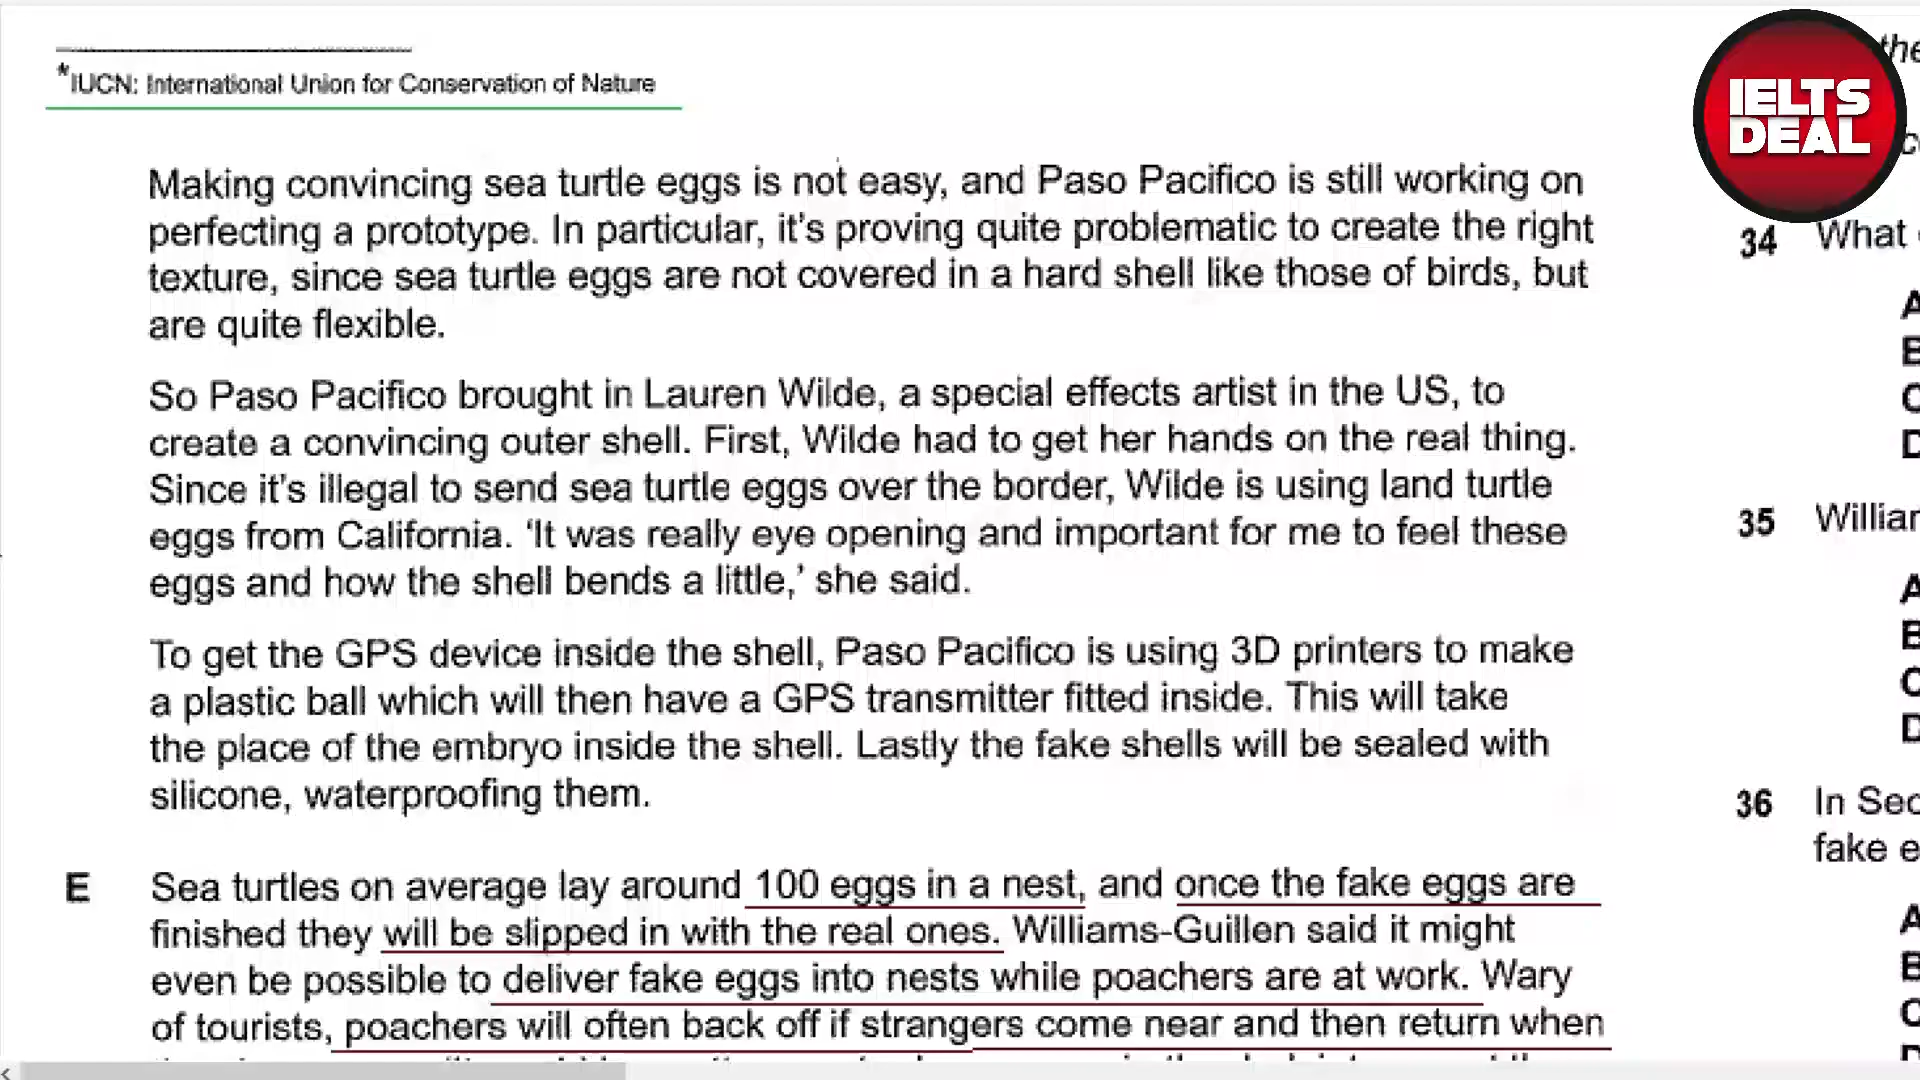 *IUCN: International Union for Conservation of Nature
Making convincing sea turtle eggs is not easy, and Paso Pacifico is still working on
perfecting a prototype. In particular, it's proving quite problematic to create the right
texture, since sea turtle eggs are not covered in a hard shell like those of birds, but
are quite flexible.
So Paso Pacifico brought in Lauren Wilde, a special effects artist in the US, to
create a convincing outer shell. First, Wilde had to get her hands on the real thing.
Since it's illegal to send sea turtle eggs over the border, Wilde is using land turtle
eggs from California. 'It was really eye opening and important for me to feel these
eggs and how the shell bends a little,' she said.
To get the GPS device inside the shell, Paso Pacifico is using 3D printers to make
a plastic ball which will then have a GPS transmitter fitted inside. This will take
the place of the embryo inside the shell. Lastly the fake shells will be sealed with
silicone, waterproofing them.
E Sea turtles on average lay around 100 eggs in a nest, and once the fake eggs are
finished they will be slipped in with the real ones. Williams-Guillen said it might
even be possible to deliver fake eggs into nests while poachers are at work. Wary
of tourists, poachers will often back off if strangers come near and then return when
IELTS
DEAL
34 What
A
B
C
D
35
A
B
C
D
36 In
fake
A
B
C